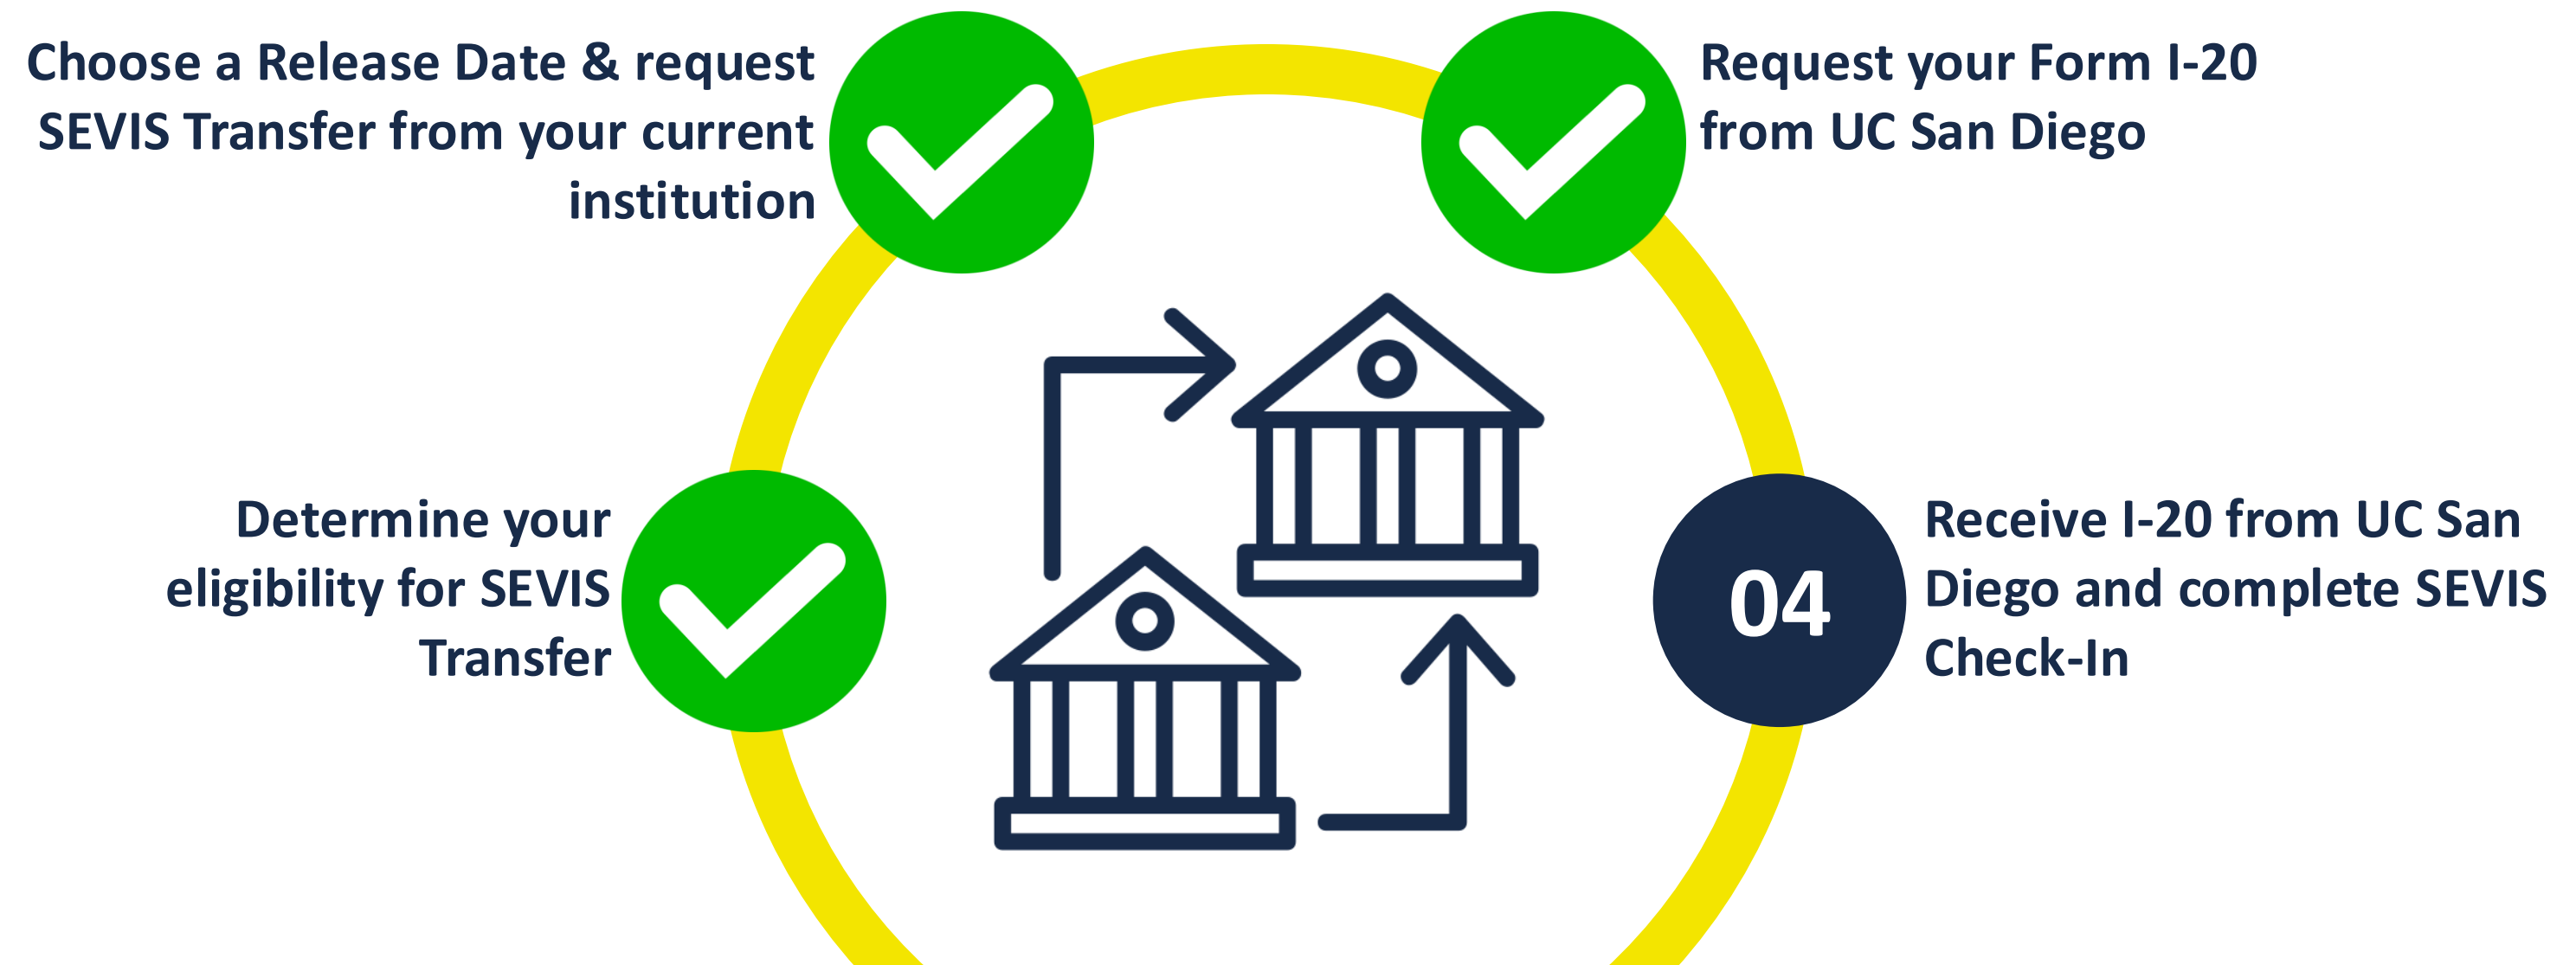 Choose a Release Date & request
SEVIS Transfer from your current
institution
Request your Form I-20
from UC San Diego
Determine your
eligibility for SEVIS
Transfer
04
Receive I-20 from UC San
Diego and complete SEVIS
Check-In